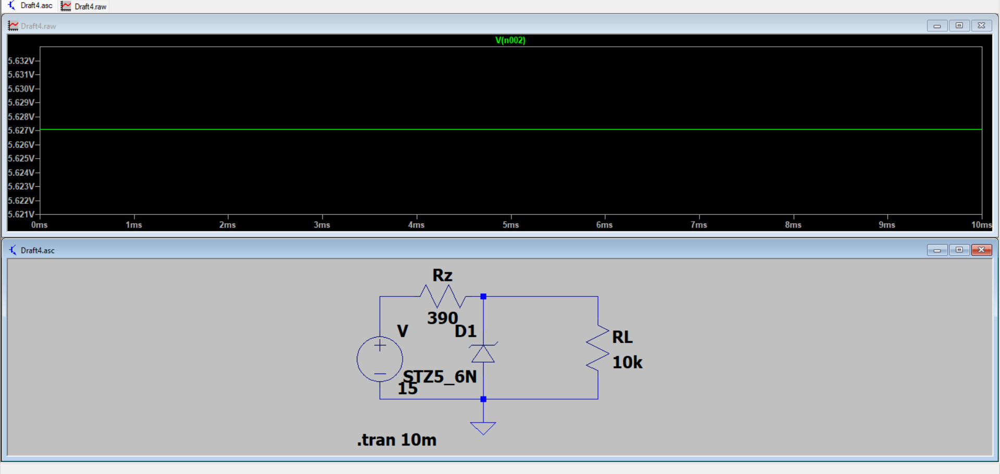 Draft4.asc Draft4.raw
Draft4.raw
V(n002)
5.632V
5.631V
5.630V
5.629V
5.628V
5.627V
5.626V
5.625V
5.624V
5.623V
5.622V
5.621V
0ms 1ms 2ms 3ms 4ms 5ms 6ms 7ms 8ms 9ms 10ms
Draft4.asc
Rz
390
V
D1
RL
10k
STZ5_6N
15
.tran 10m